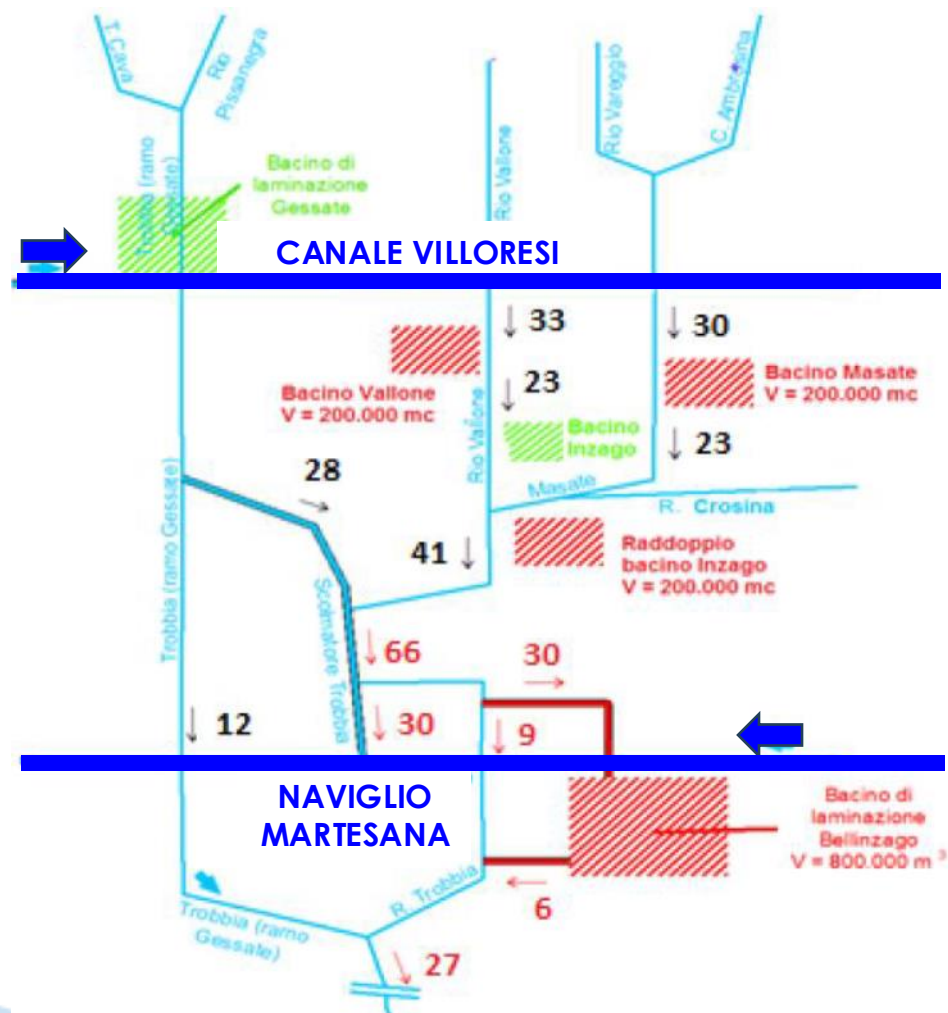 T.Cava
Rio
Pissanegra
Trobbia (ramo
Gessate)
Bacino di
laminazione
Gessate
Rio Vallone
Rio Vareggio
C. Ambrosina
CANALE VILLORESI
33
30
23
Bacino Vallone
V = 200.000 mc
Bacino Masate
V = 200.000 mc
Bacino
Inzago
23
Rio Vallone
28
Masate
R. Crosina
Trobbia (ramo Gessate)
41
Raddoppio
bacino Inzago
V = 200.000 mc
Scolmatore Trobbia
66
30
12
30
9
NAVIGLIO
MARTESANA
Bacino di
laminazione
Bellinzago
V = 800.000 m ³
R. Trobbia
6
Trobbia (ramo
Gessate)
27